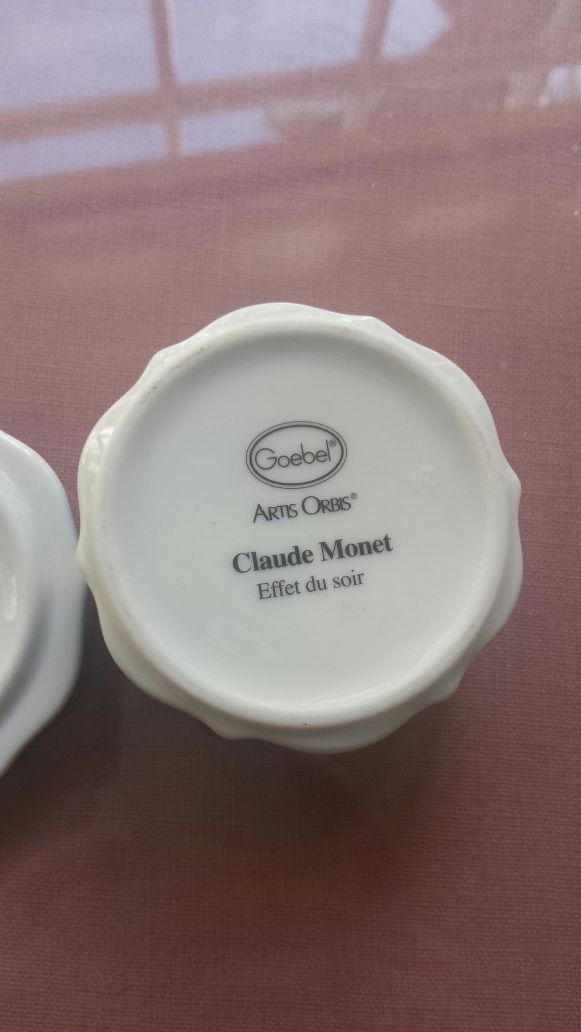 Goebel®
ARTIS ORBIS®
Claude Monet
Effet du soir